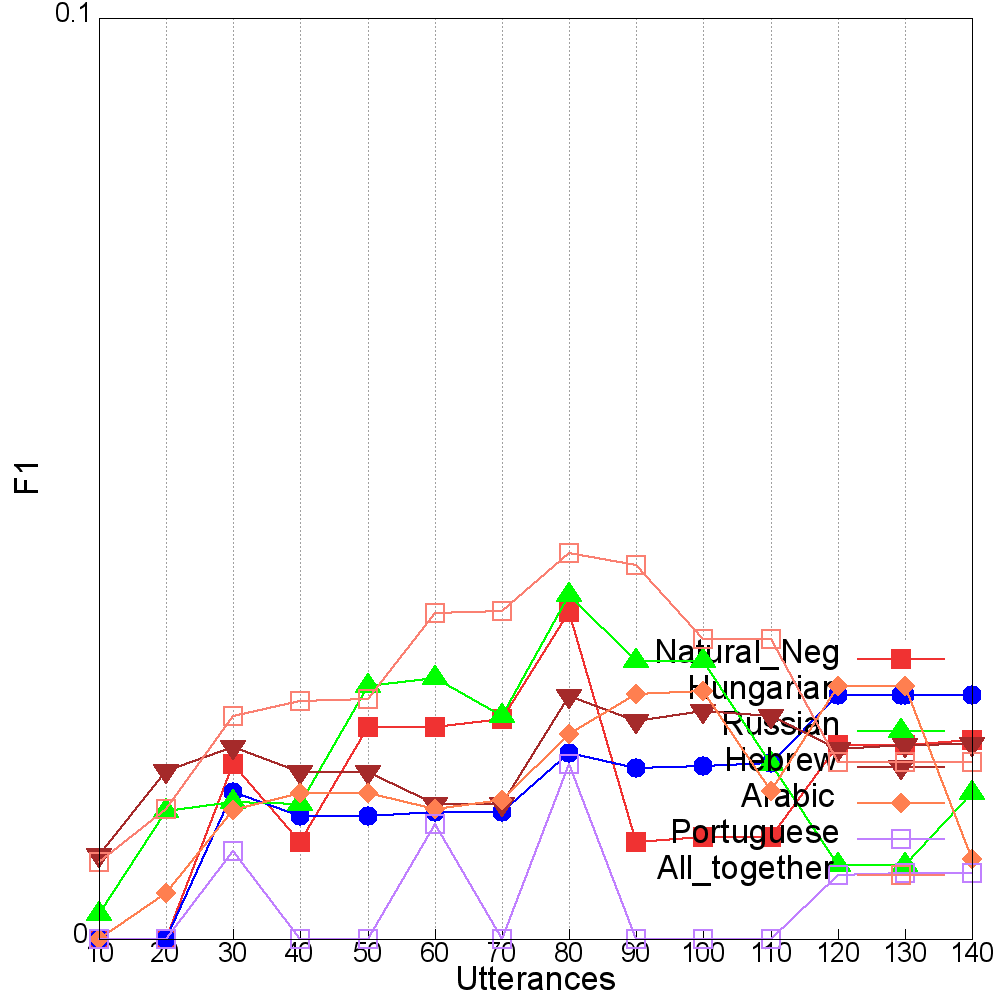 0.1
F1
Natural_Neg
Hungarian
Russian
Hebrew
Arabic
Portuguese
All_together
0
10 20 30 40 50 60 70 80 90 100 110 120 130 140
Utterances